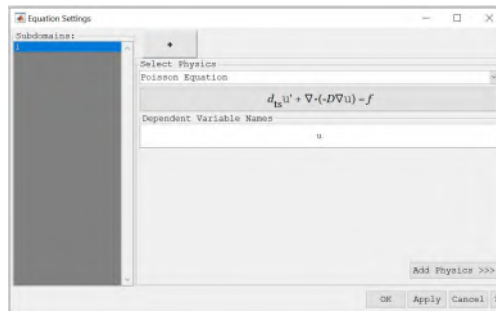 Equation Settings
Subdomains:
1
+
Select Physics
Poisson Equation
d_ts u' + ∇·(-D∇u) = f
Dependent Variable Names
u
Add Physics >>>
OK Apply Cancel